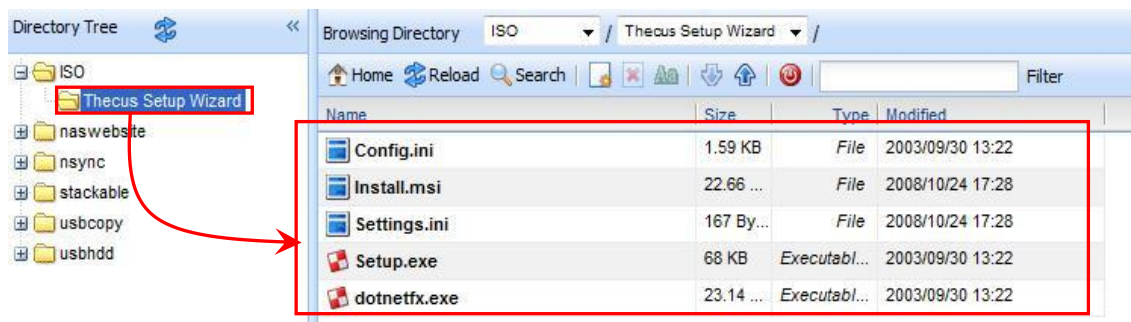 Directory Tree
Browsing Directory ISO / Thecus Setup Wizard /
Home Reload Search Aa Filter
ISO
Thecus Setup Wizard
naswebsite
nsync
stackable
usbcopy
usbhdd
Name Size Type Modified
Config.ini 1.59 KB File 2003/09/30 13:22
Install.msi 22.66 ... File 2008/10/24 17:28
Settings.ini 167 By... File 2008/10/24 17:28
Setup.exe 68 KB Executabl... 2003/09/30 13:22
dotnetfx.exe 23.14 ... Executabl... 2003/09/30 13:22